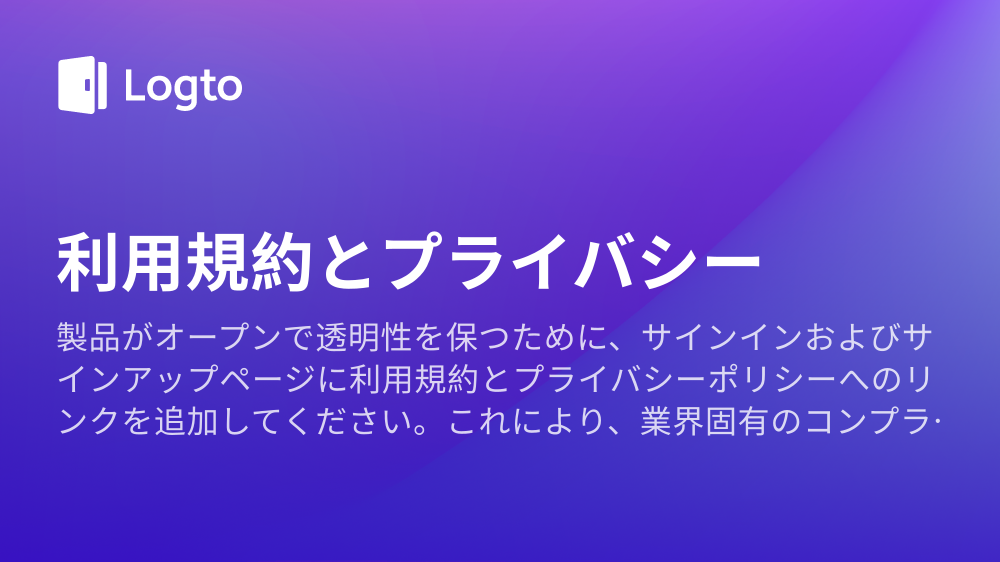 Logto
利用規約とプライバシー
製品がオープンで透明性を保つために、サインインおよびサ
インアップページに利用規約とプライバシーポリシーへのリ
ンクを追加してください。これにより、業界固有のコンプラ·